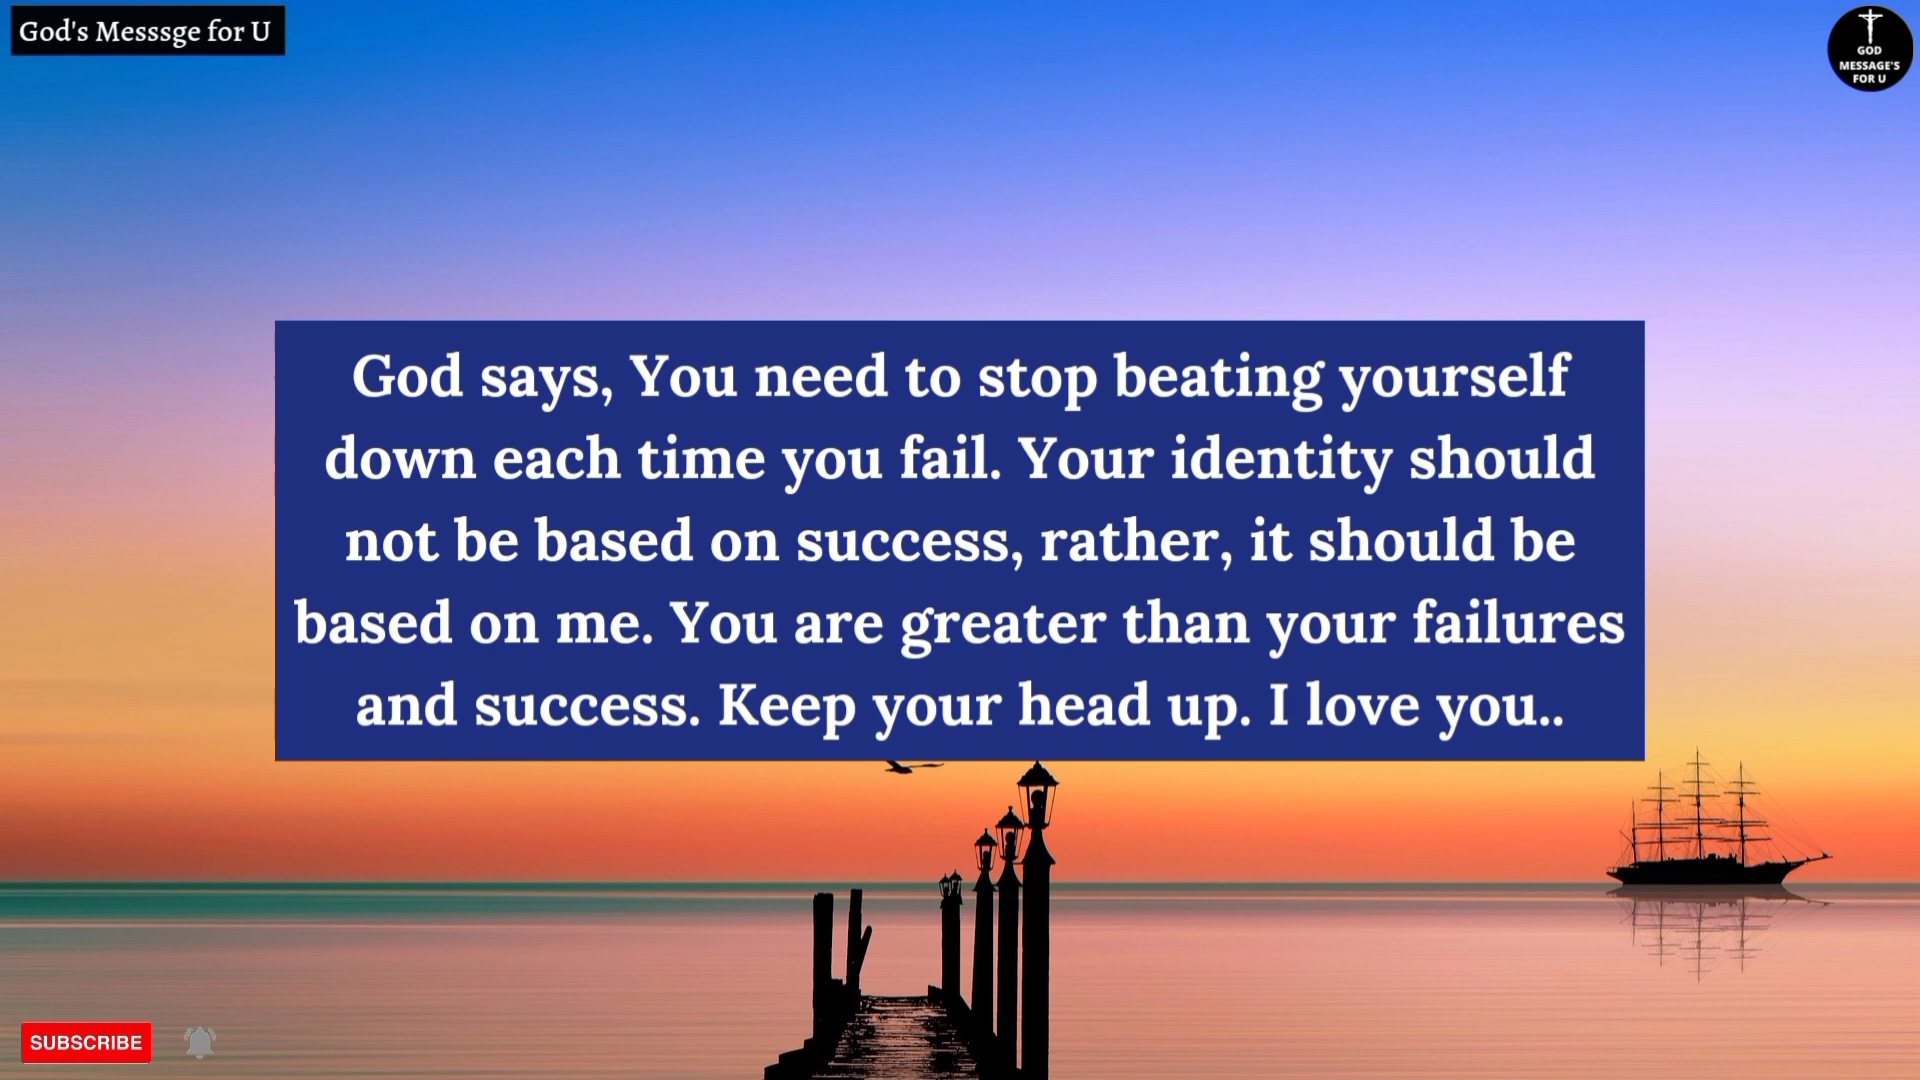 God's Messsge for U
GOD
MESSAGE'S
FOR U
God says, You need to stop beating yourself
down each time you fail. Your identity should
not be based on success, rather, it should be
based on me. You are greater than your failures
and success. Keep your head up. I love you..
SUBSCRIBE